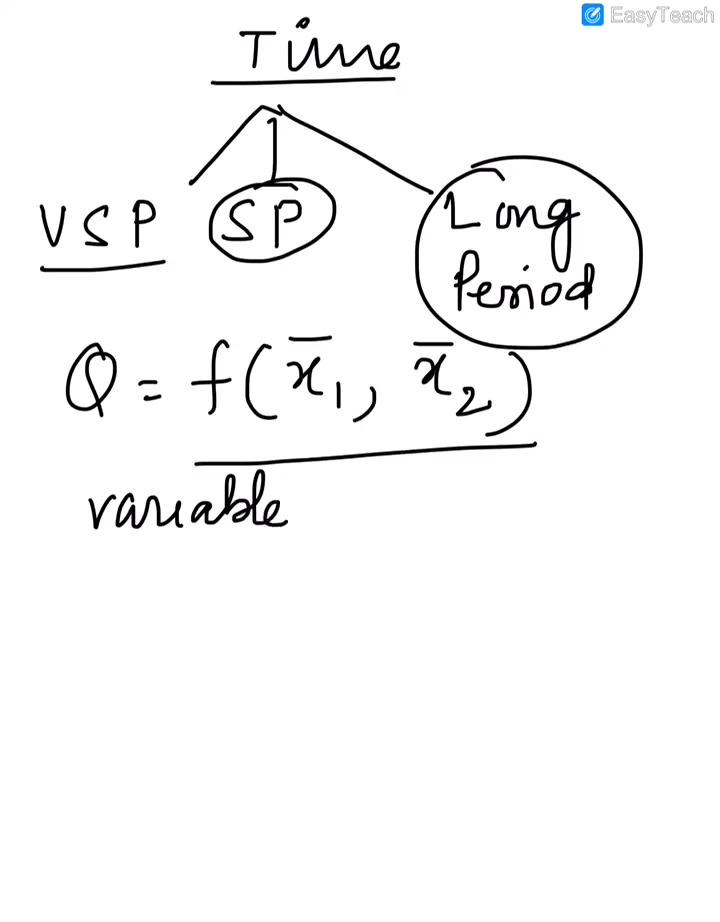 EasyTeach
Time
VSP SP Long
Period
Q = f(x̄₁, x̄₂)
variable